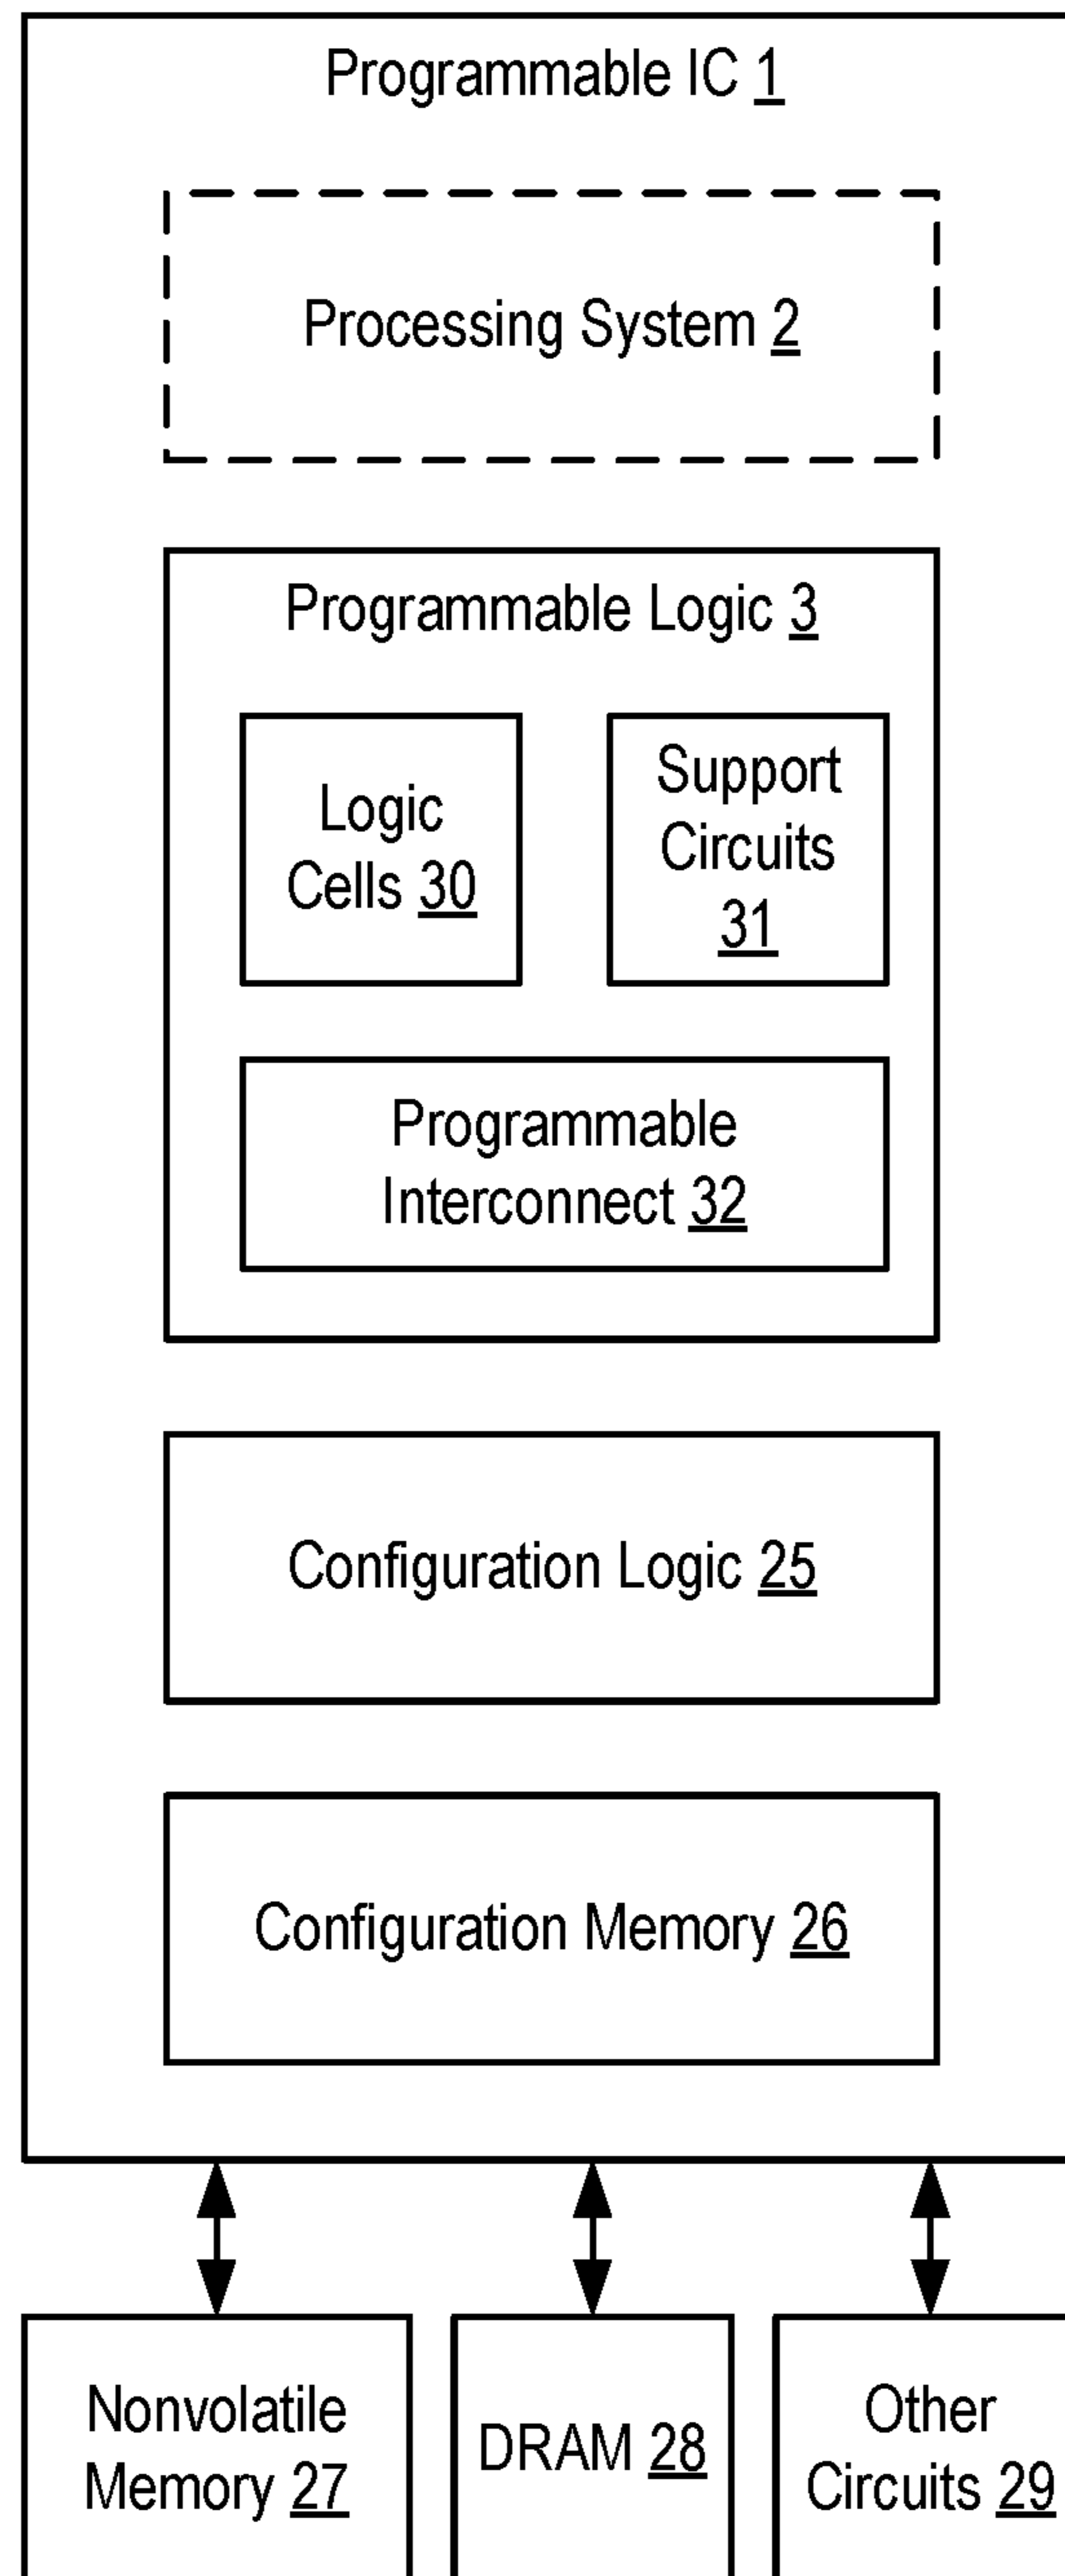 Programmable IC 1
Processing System 2
Programmable Logic 3
Logic
Cells 30
Support
Circuits
31
Programmable
Interconnect 32
Configuration Logic 25
Configuration Memory 26
Nonvolatile
Memory 27
DRAM 28
Other
Circuits 29